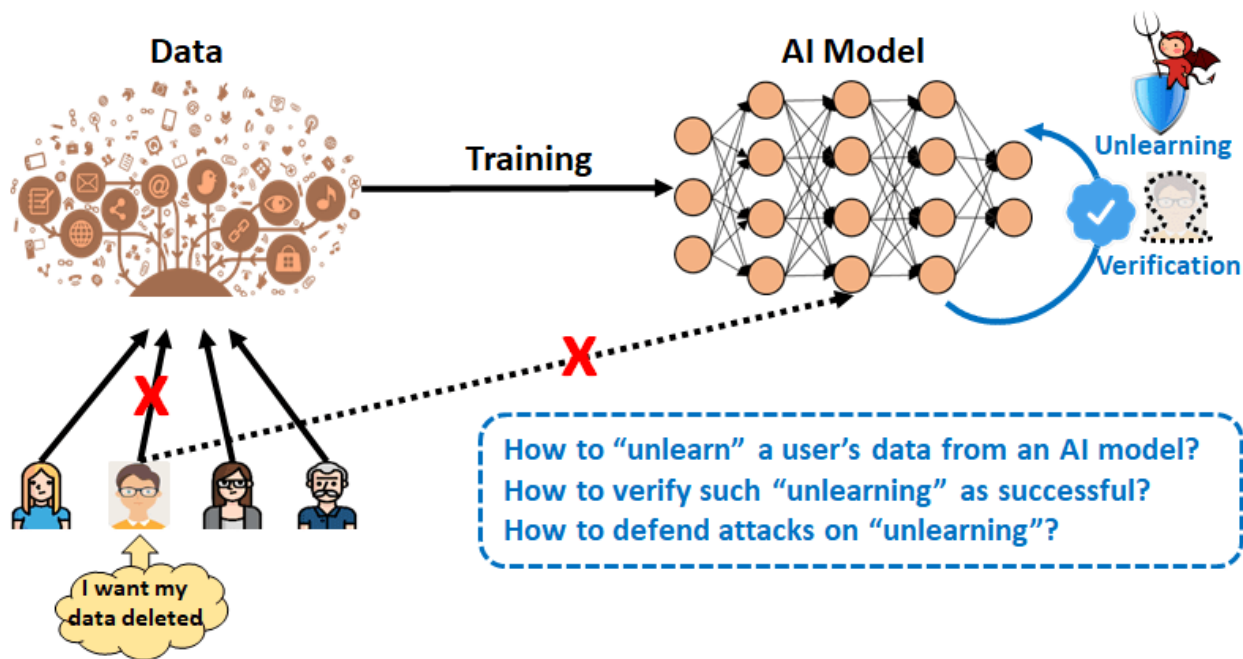 Data
AI Model
Training
Unlearning
Verification
X
X
How to “unlearn” a user’s data from an AI model?
How to verify such “unlearning” as successful?
How to defend attacks on “unlearning”?
I want my
data deleted
@